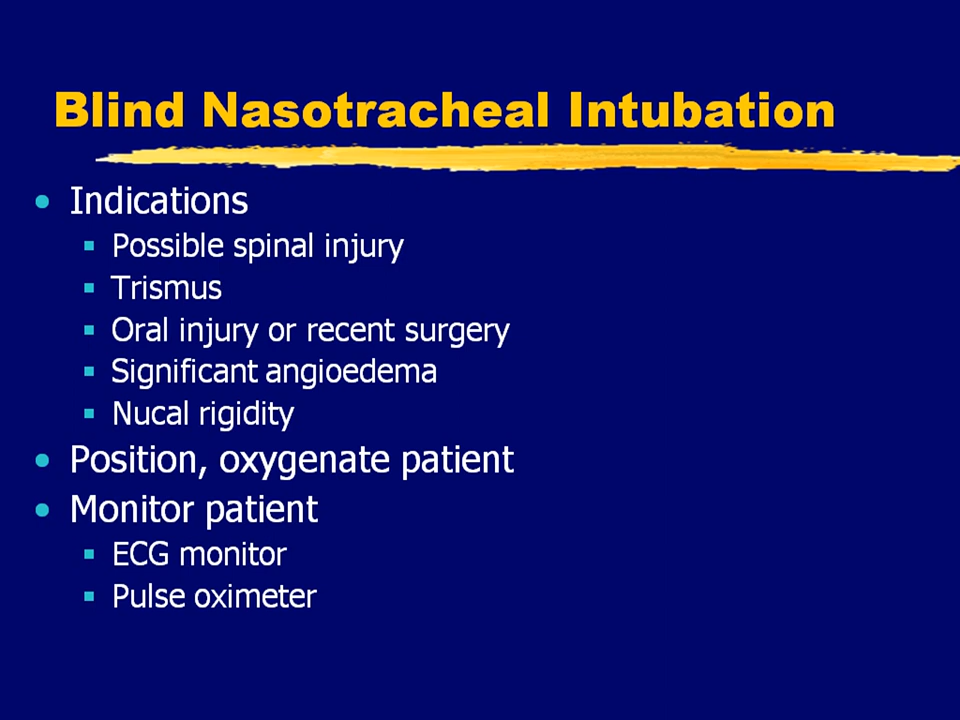 Blind Nasotracheal Intubation
• Indications
▪ Possible spinal injury
▪ Trismus
▪ Oral injury or recent surgery
▪ Significant angioedema
▪ Nucal rigidity
• Position, oxygenate patient
• Monitor patient
▪ ECG monitor
▪ Pulse oximeter